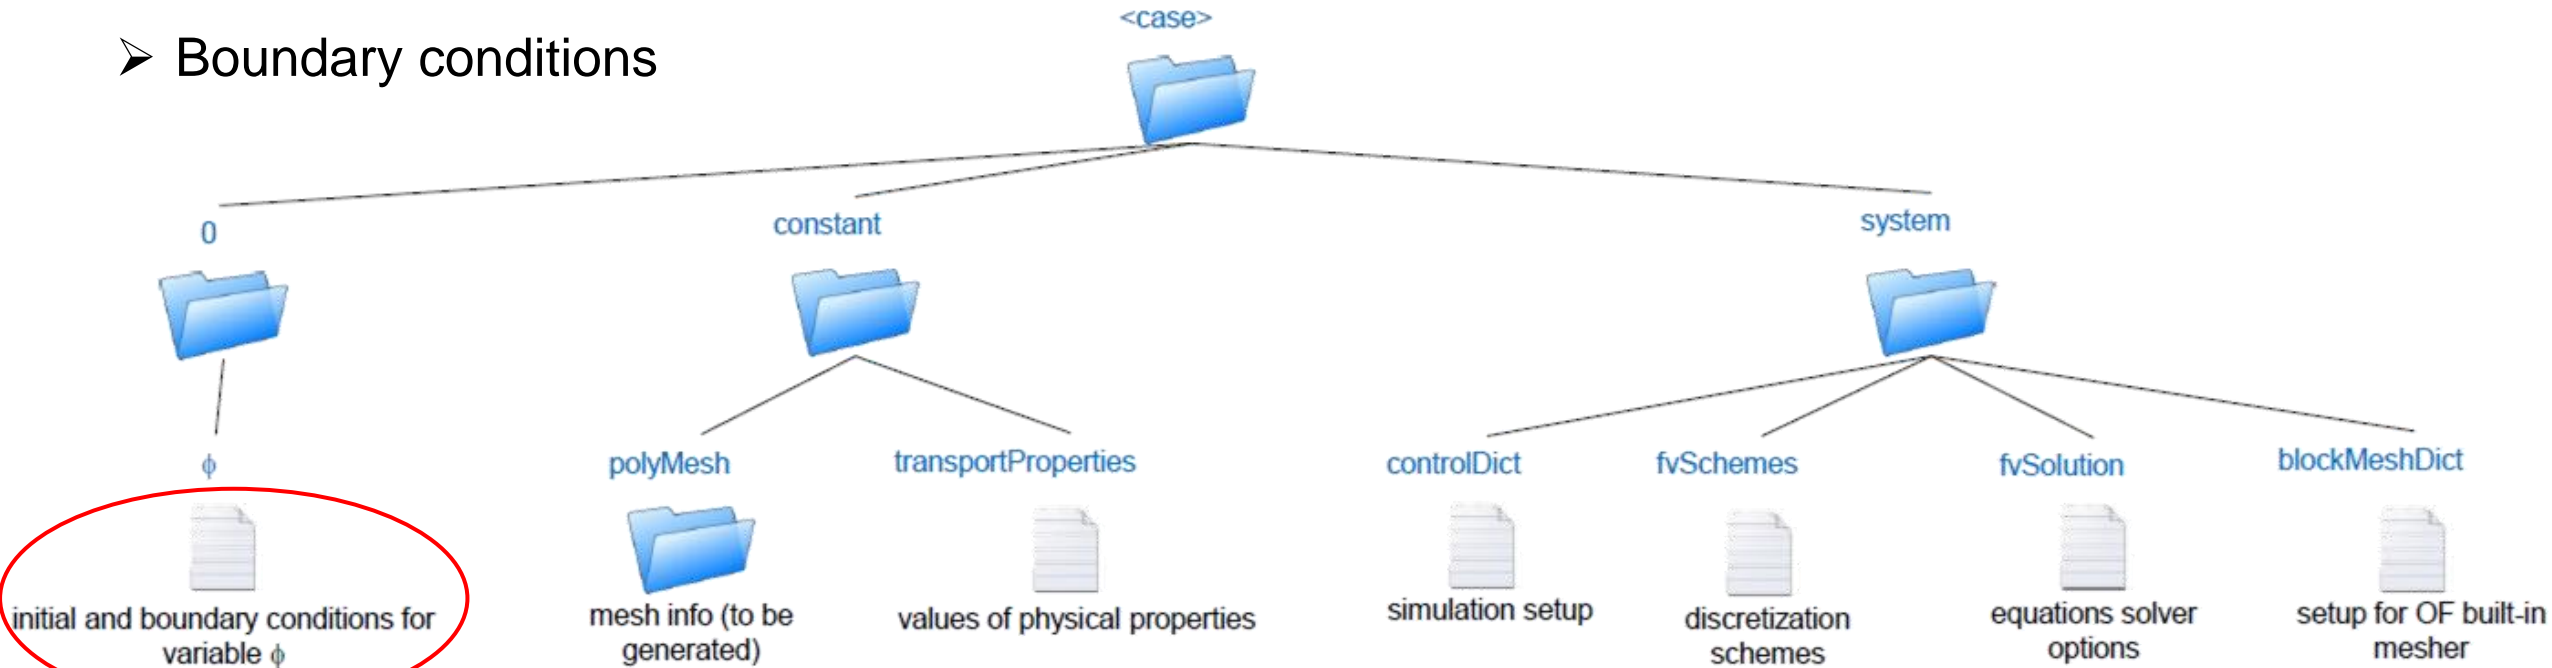 <case>
➢ Boundary conditions
0
constant
system
ϕ
polyMesh
transportProperties
controlDict
fvSchemes
fvSolution
blockMeshDict
initial and boundary conditions for
variable ϕ
mesh info (to be
generated)
values of physical properties
simulation setup
discretization
schemes
equations solver
options
setup for OF built-in
mesher